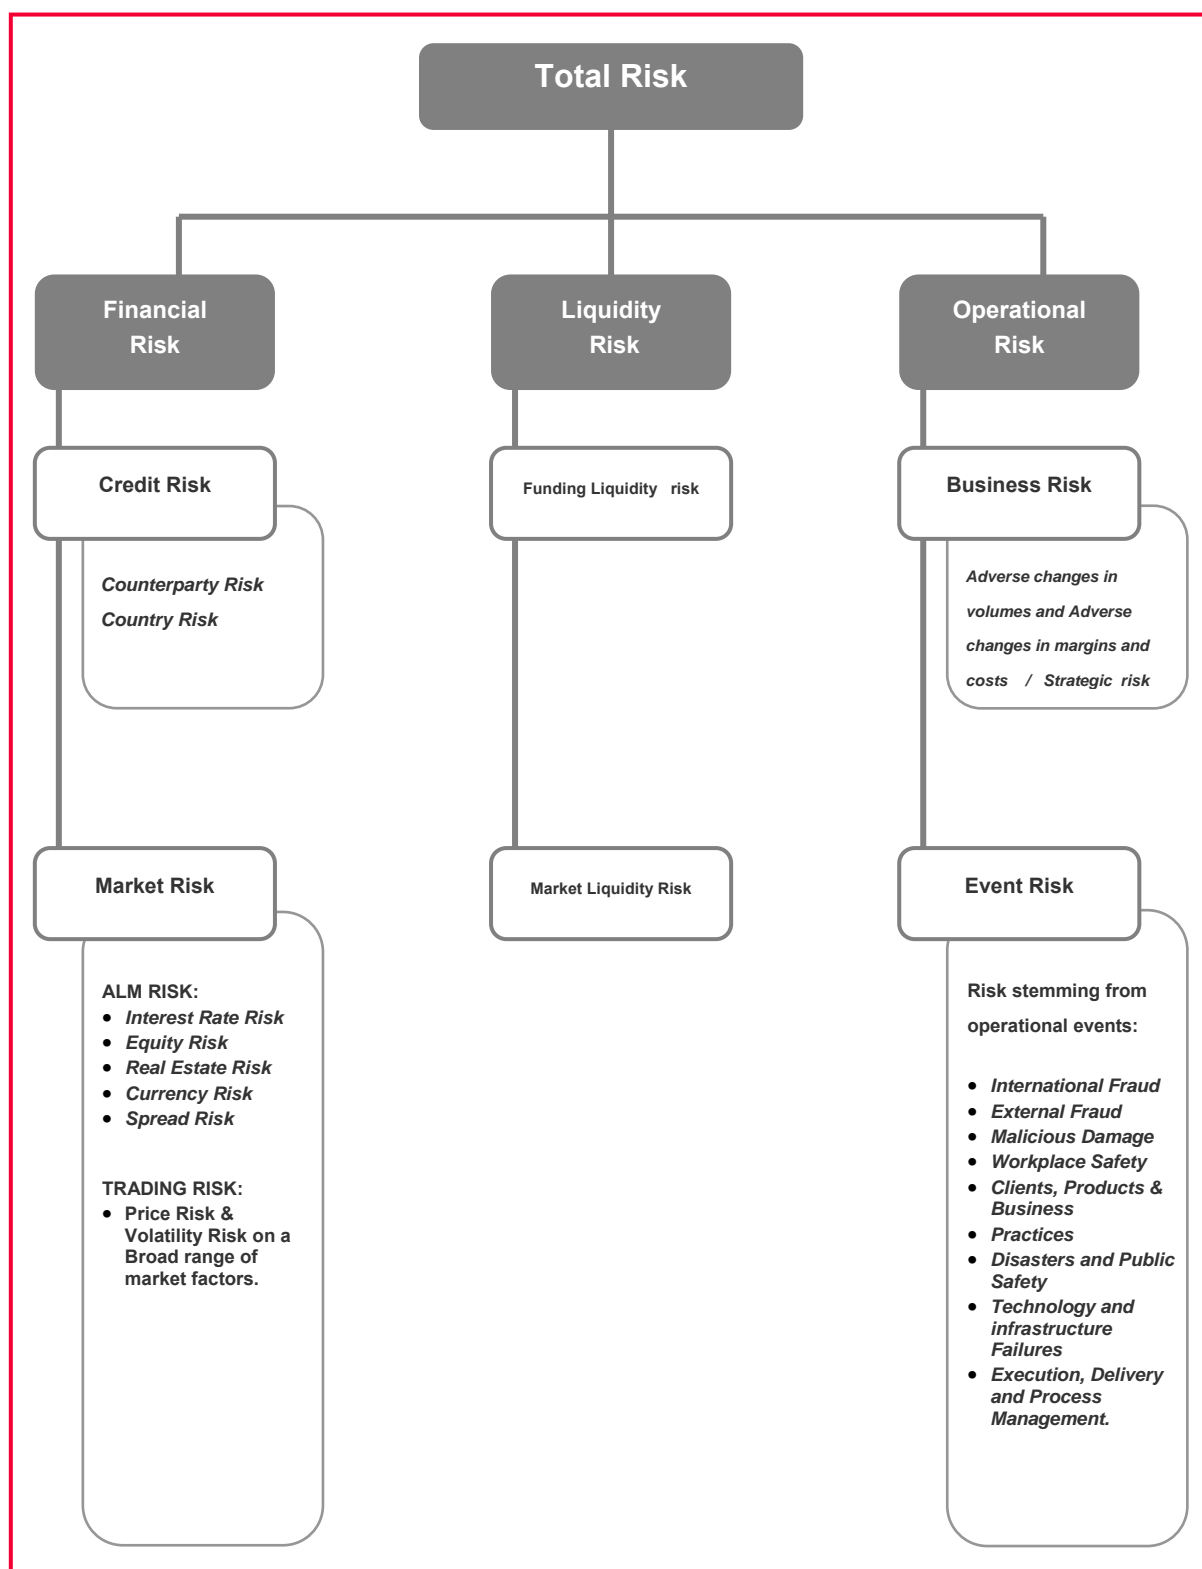 Total Risk
Financial
Risk
Liquidity
Risk
Operational
Risk
Credit Risk
Counterparty Risk
Country Risk
Funding Liquidity risk
Business Risk
Adverse changes in
volumes and Adverse
changes in margins and
costs / Strategic risk
Market Risk
ALM RISK:
• Interest Rate Risk
• Equity Risk
• Real Estate Risk
• Currency Risk
• Spread Risk
TRADING RISK:
• Price Risk &
Volatility Risk on a
Broad range of
market factors.
Market Liquidity Risk
Event Risk
Risk stemming from
operational events:
• International Fraud
• External Fraud
• Malicious Damage
• Workplace Safety
• Clients, Products &
Business
• Practices
• Disasters and Public
Safety
• Technology and
infrastructure
Failures
• Execution, Delivery
and Process
Management.